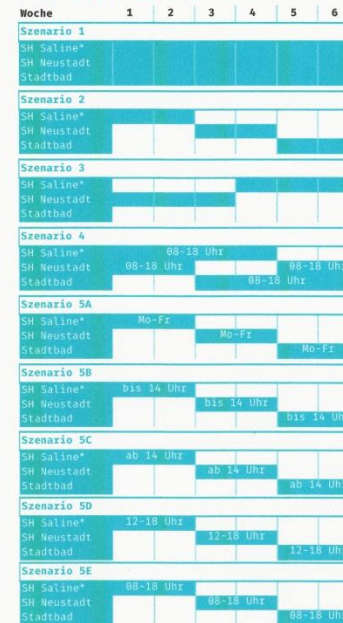 Woche 1 2 3 4 5 6
Szenario 1
SH Saline*
SH Neustadt
Stadtbad
Szenario 2
SH Saline*
SH Neustadt
Stadtbad
Szenario 3
SH Saline*
SH Neustadt
Stadtbad
Szenario 4
SH Saline* 08-18 Uhr
SH Neustadt 08-18 Uhr 08-18 Uhr
Stadtbad 08-18 Uhr
Szenario 5A
SH Saline* Mo-Fr
SH Neustadt Mo-Fr
Stadtbad Mo-Fr
Szenario 5B
SH Saline* bis 14 Uhr
SH Neustadt bis 14 Uhr
Stadtbad bis 14 Uh
Szenario 5C
SH Saline* ab 14 Uhr
SH Neustadt ab 14 Uhr
Stadtbad ab 14 Uhr
Szenario 5D
SH Saline* 12-18 Uhr
SH Neustadt 12-18 Uhr
Stadtbad 12-18 Uh
Szenario 5E
SH Saline* 08-18 Uhr
SH Neustadt 08-18 Uhr
Stadtbad 08-18 Uh